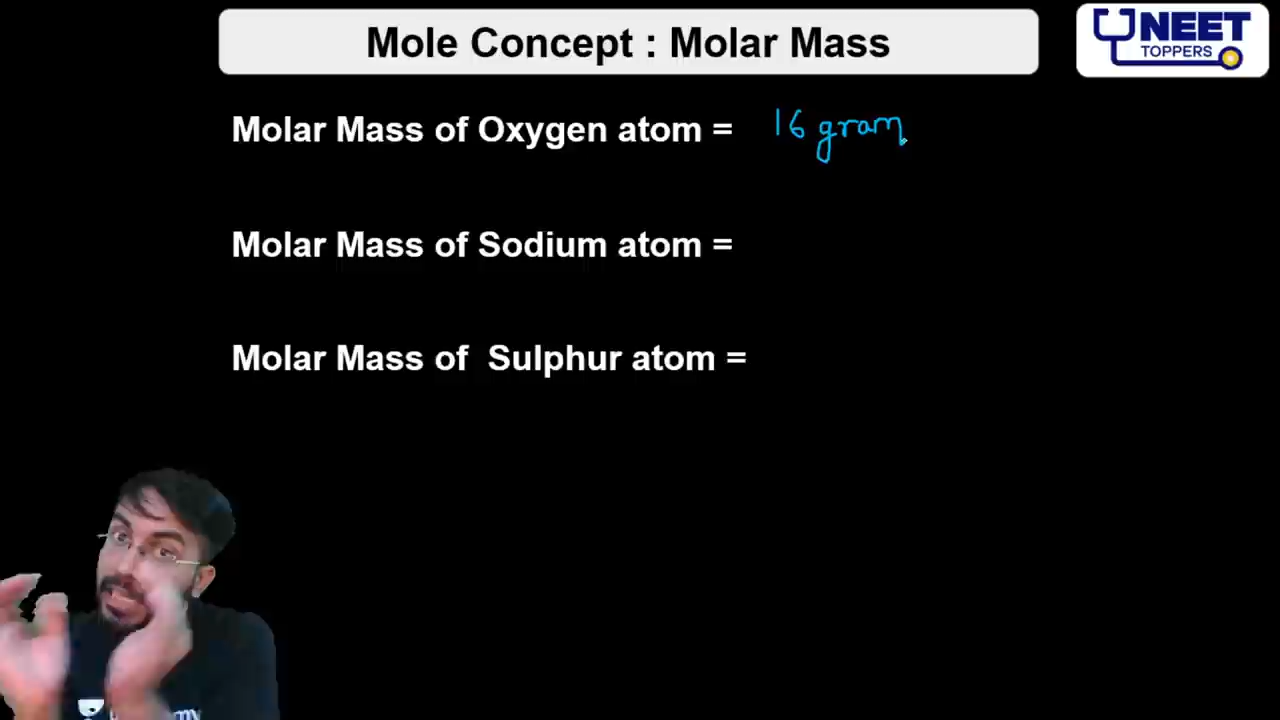 Mole Concept : Molar Mass
NEET
TOPPERS
Molar Mass of Oxygen atom = 16 gram
Molar Mass of Sodium atom =
Molar Mass of Sulphur atom =